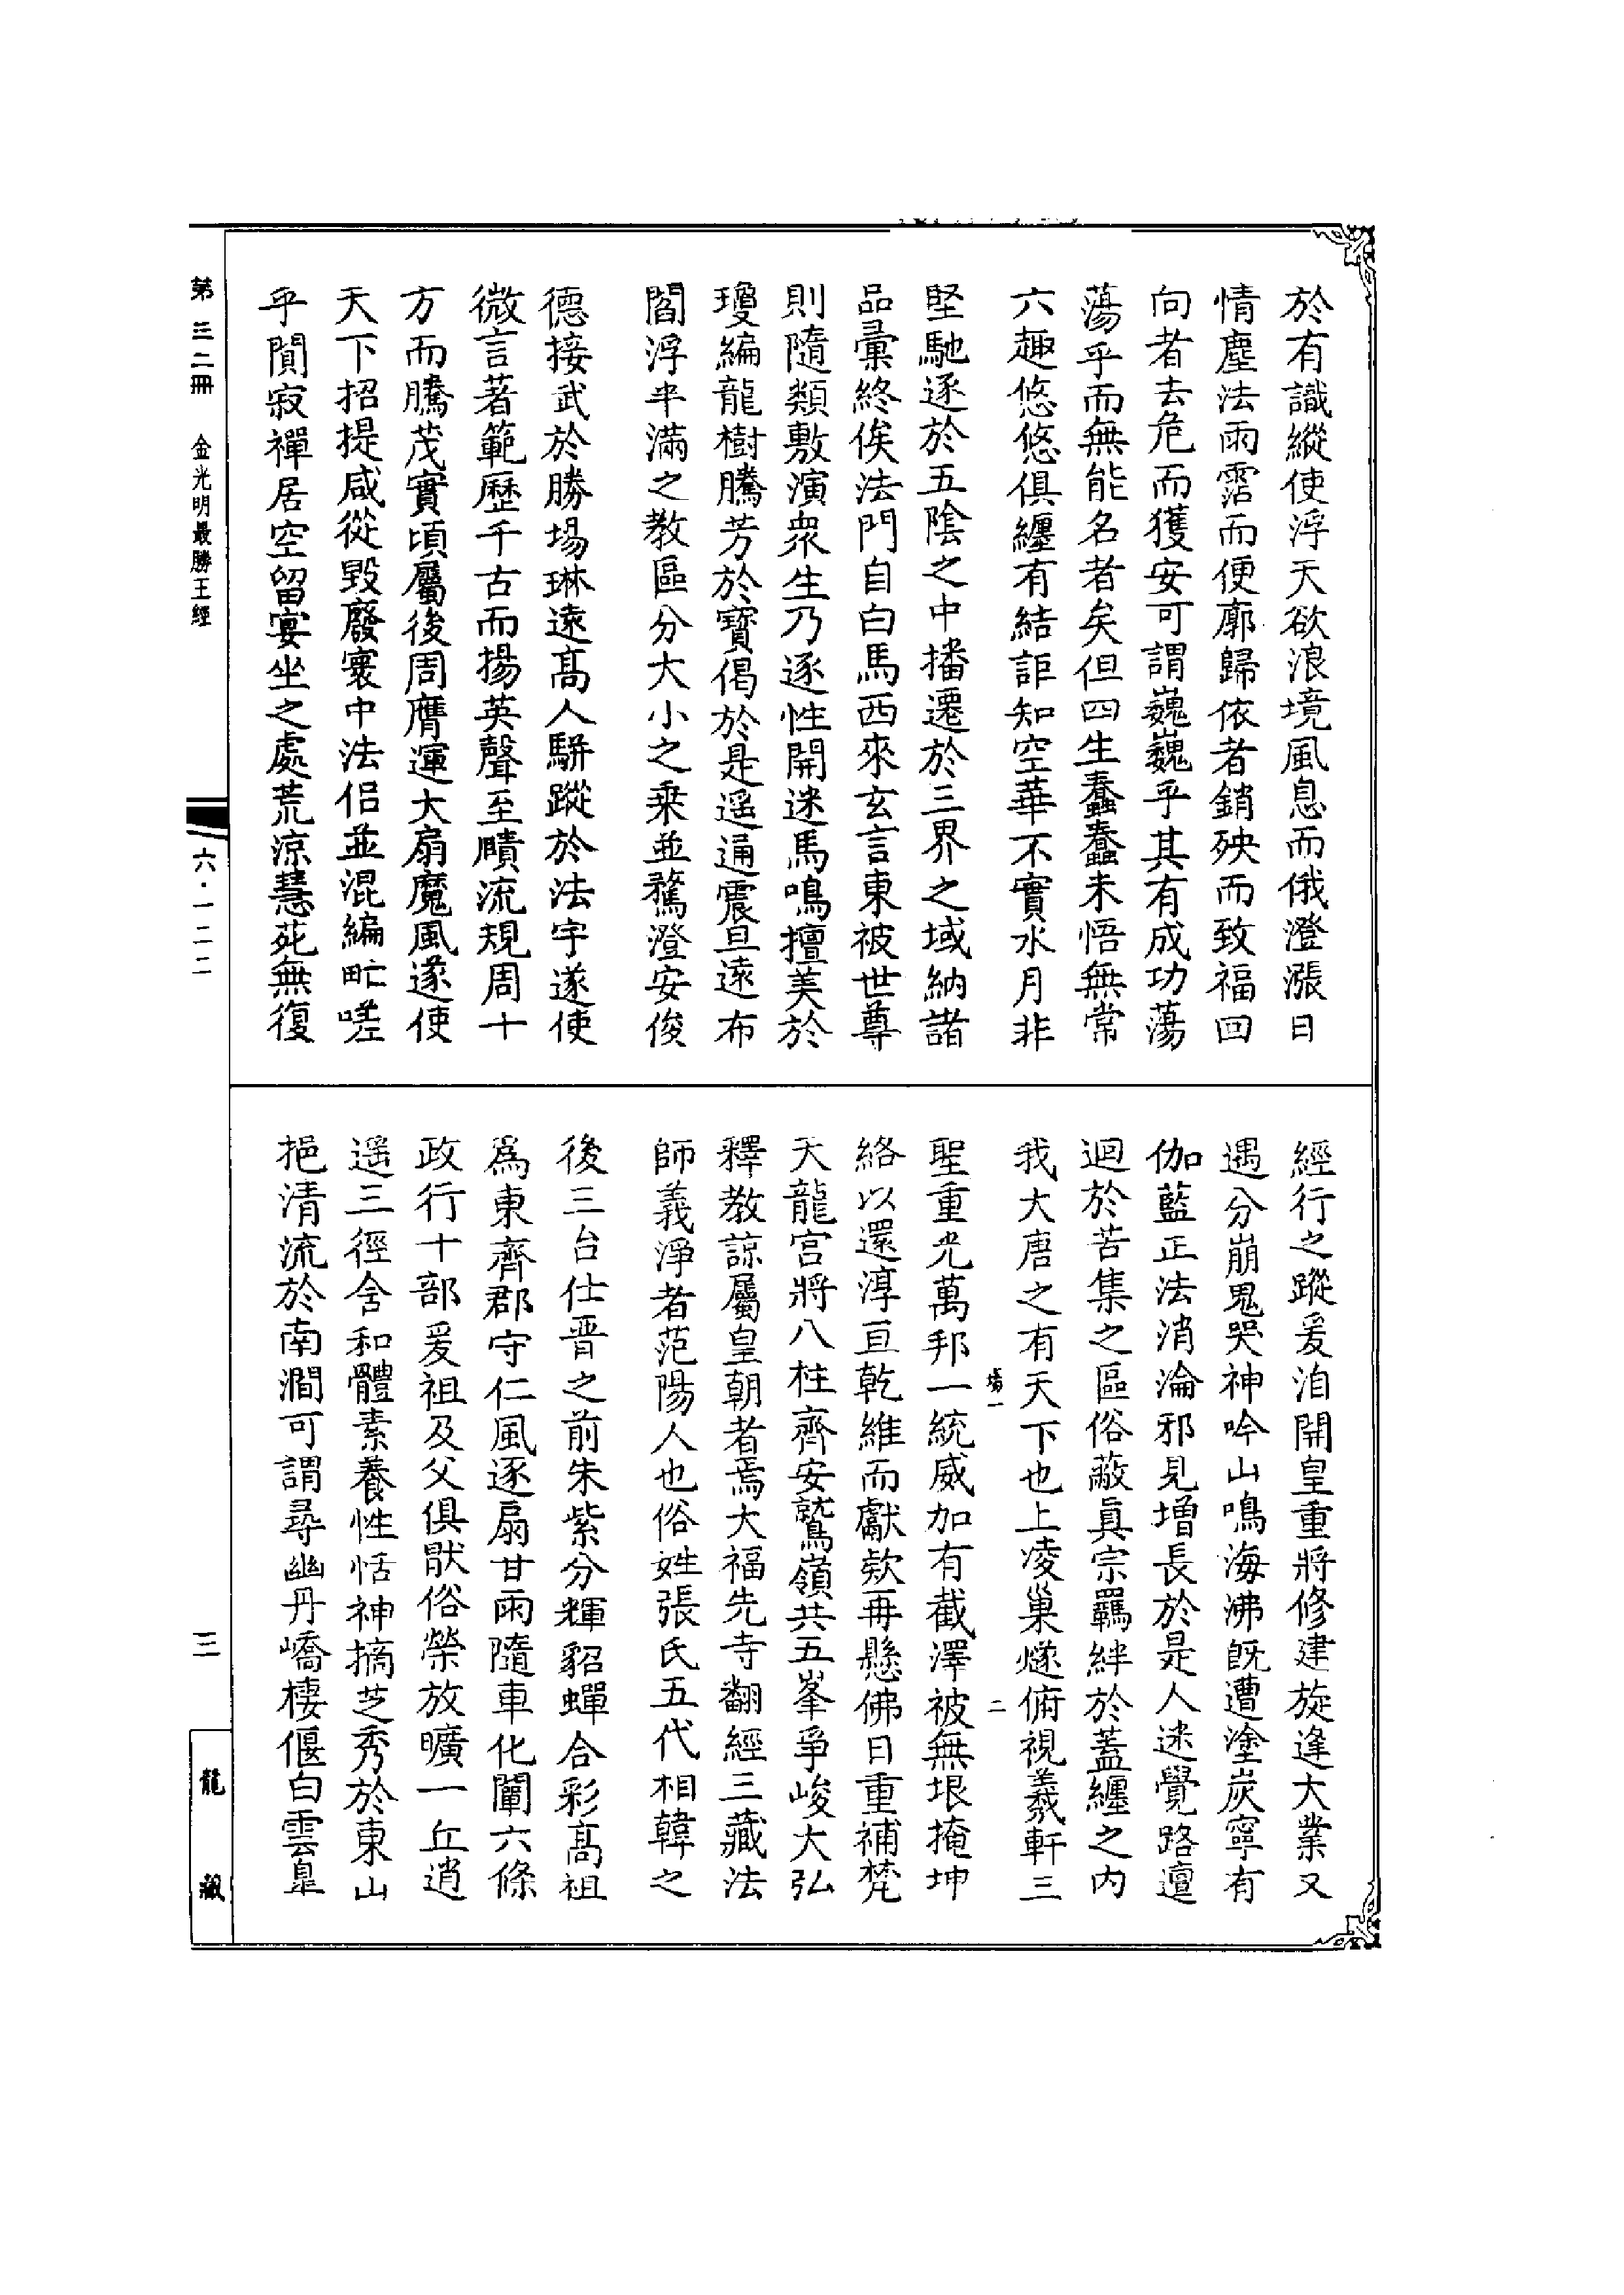 於有識縱使浮天欲浪境風息而俄澄漲日
情塵法雨霑而便廓歸依者銷殃而致福回
向者去危而獲安可謂巍巍乎其有成功蕩
蕩乎而無能名者矣但四生蠢蠢未悟無常
六趣悠悠俱纏有結詎知空華不實水月非
堅馳逐於五陰之中播遷於三界之域納諸
品彙終俟法門自白馬西來玄言東被世尊
則隨類敷演衆生乃逐性開迷馬鳴擅美於
瓊編龍樹騰芳於寶偈於是遥通震旦遠布
閻浮半滿之教區分大小之乗並騖澄安俊
德接武於勝場琳遠髙人駢蹤於法宇遂使
微言著範歷千古而揚英聲至賾流規周十
方而騰茂實頃屬後周膺運大扇魔風遂使
天下招提咸從毀廢寰中法侣並混編甿嗟
乎閴寂禪居空留宴坐之處荒涼慧苑無復
經行之蹤爰洎開皇重將修建旋逢大業又
遇分崩鬼哭神吟山鳴海沸既遭塗炭寧有
伽藍正法消淪邪見增長於是人迷覺路邅
迴於苦集之區俗蔽眞宗羈絆於蓋纏之内
我大唐之有天下也上凌巢燧俯視羲軒三
聖重光萬邦一統威加有截澤被無垠掩坤
絡以還淳亘乾維而獻欵再懸佛日重補梵
天龍宫將八柱齊安鷲嶺共五峯爭峻大弘
釋教諒屬皇朝者焉大福先寺翻經三藏法
師義淨者范陽人也俗姓張氏五代相韓之
後三台仕晋之前朱紫分輝貂蟬合彩髙祖
爲東齊郡守仁風逐扇甘雨隨車化闡六條
政行十部爰祖及父俱猒俗榮放曠一丘逍
遥三徑含和體素養性恬神摘芝秀於東山
挹清流於南澗可謂尋幽丹嶠棲偃白雲臯
二
第三二冊 金光明最勝王經
六·一二二
三
龍藏